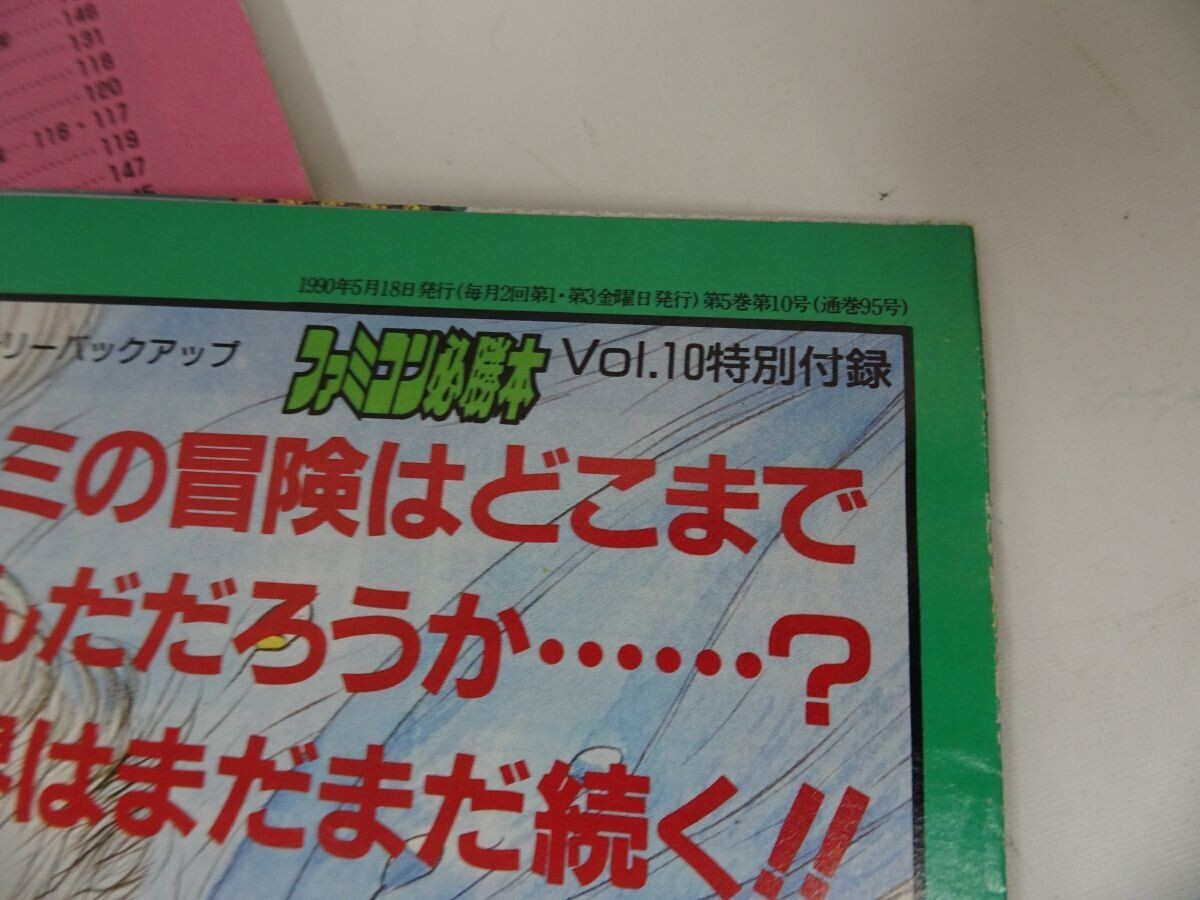 148
131
118
120
116・117
119
147
1990年5月18日発行(毎月2回第1・第3金曜日発行) 第5巻第10号(通巻95号)
リーバックアップ ファミコン必勝本 Vol.10特別付録
ミの冒険はどこまで
んだだろうか……?
はまだまだ続く!!